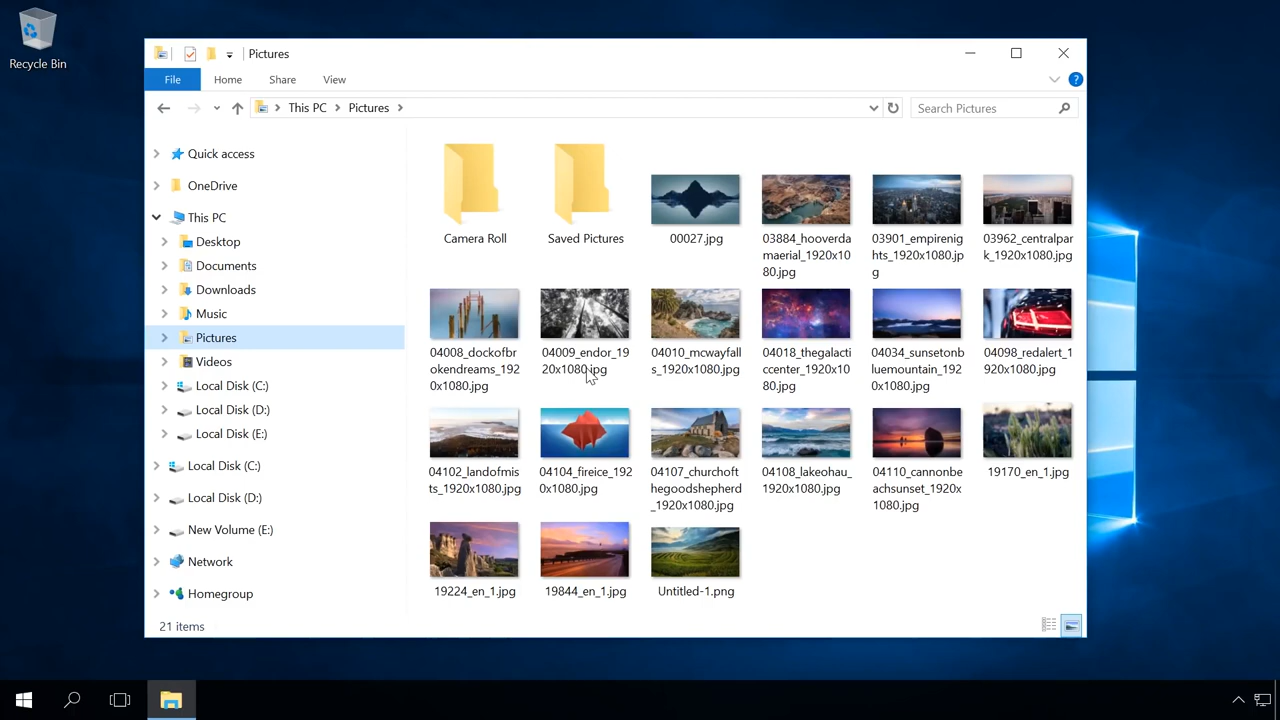 Recycle Bin
Pictures
File
Home
Share
View
?
This PC
Pictures
Search Pictures
Quick access
OneDrive
This PC
Desktop
Documents
Downloads
Music
Pictures
Videos
Local Disk (C:)
Local Disk (D:)
Local Disk (E:)
Local Disk (C:)
Local Disk (D:)
New Volume (E:)
Network
Homegroup
Camera Roll
Saved Pictures
00027.jpg
03884_hooverda
maerial_1920x10
80.jpg
03901_empirenig
hts_1920x1080.jp
g
03962_centralpar
k_1920x1080.jpg
04008_dockofbr
okendreams_192
0x1080.jpg
04009_endor_19
20x1080.jpg
04010_mcwayfall
s_1920x1080.jpg
04018_thegalacti
ccenter_1920x10
80.jpg
04034_sunsetonb
luemountain_192
0x1080.jpg
04098_redalert_1
920x1080.jpg
04102_landofmis
ts_1920x1080.jpg
04104_fireice_192
0x1080.jpg
04107_churchoft
hegoodshepherd
_1920x1080.jpg
04108_lakeohau_
1920x1080.jpg
04110_cannonbe
achsunset_1920x
1080.jpg
19170_en_1.jpg
19224_en_1.jpg
19844_en_1.jpg
Untitled-1.png
21 items